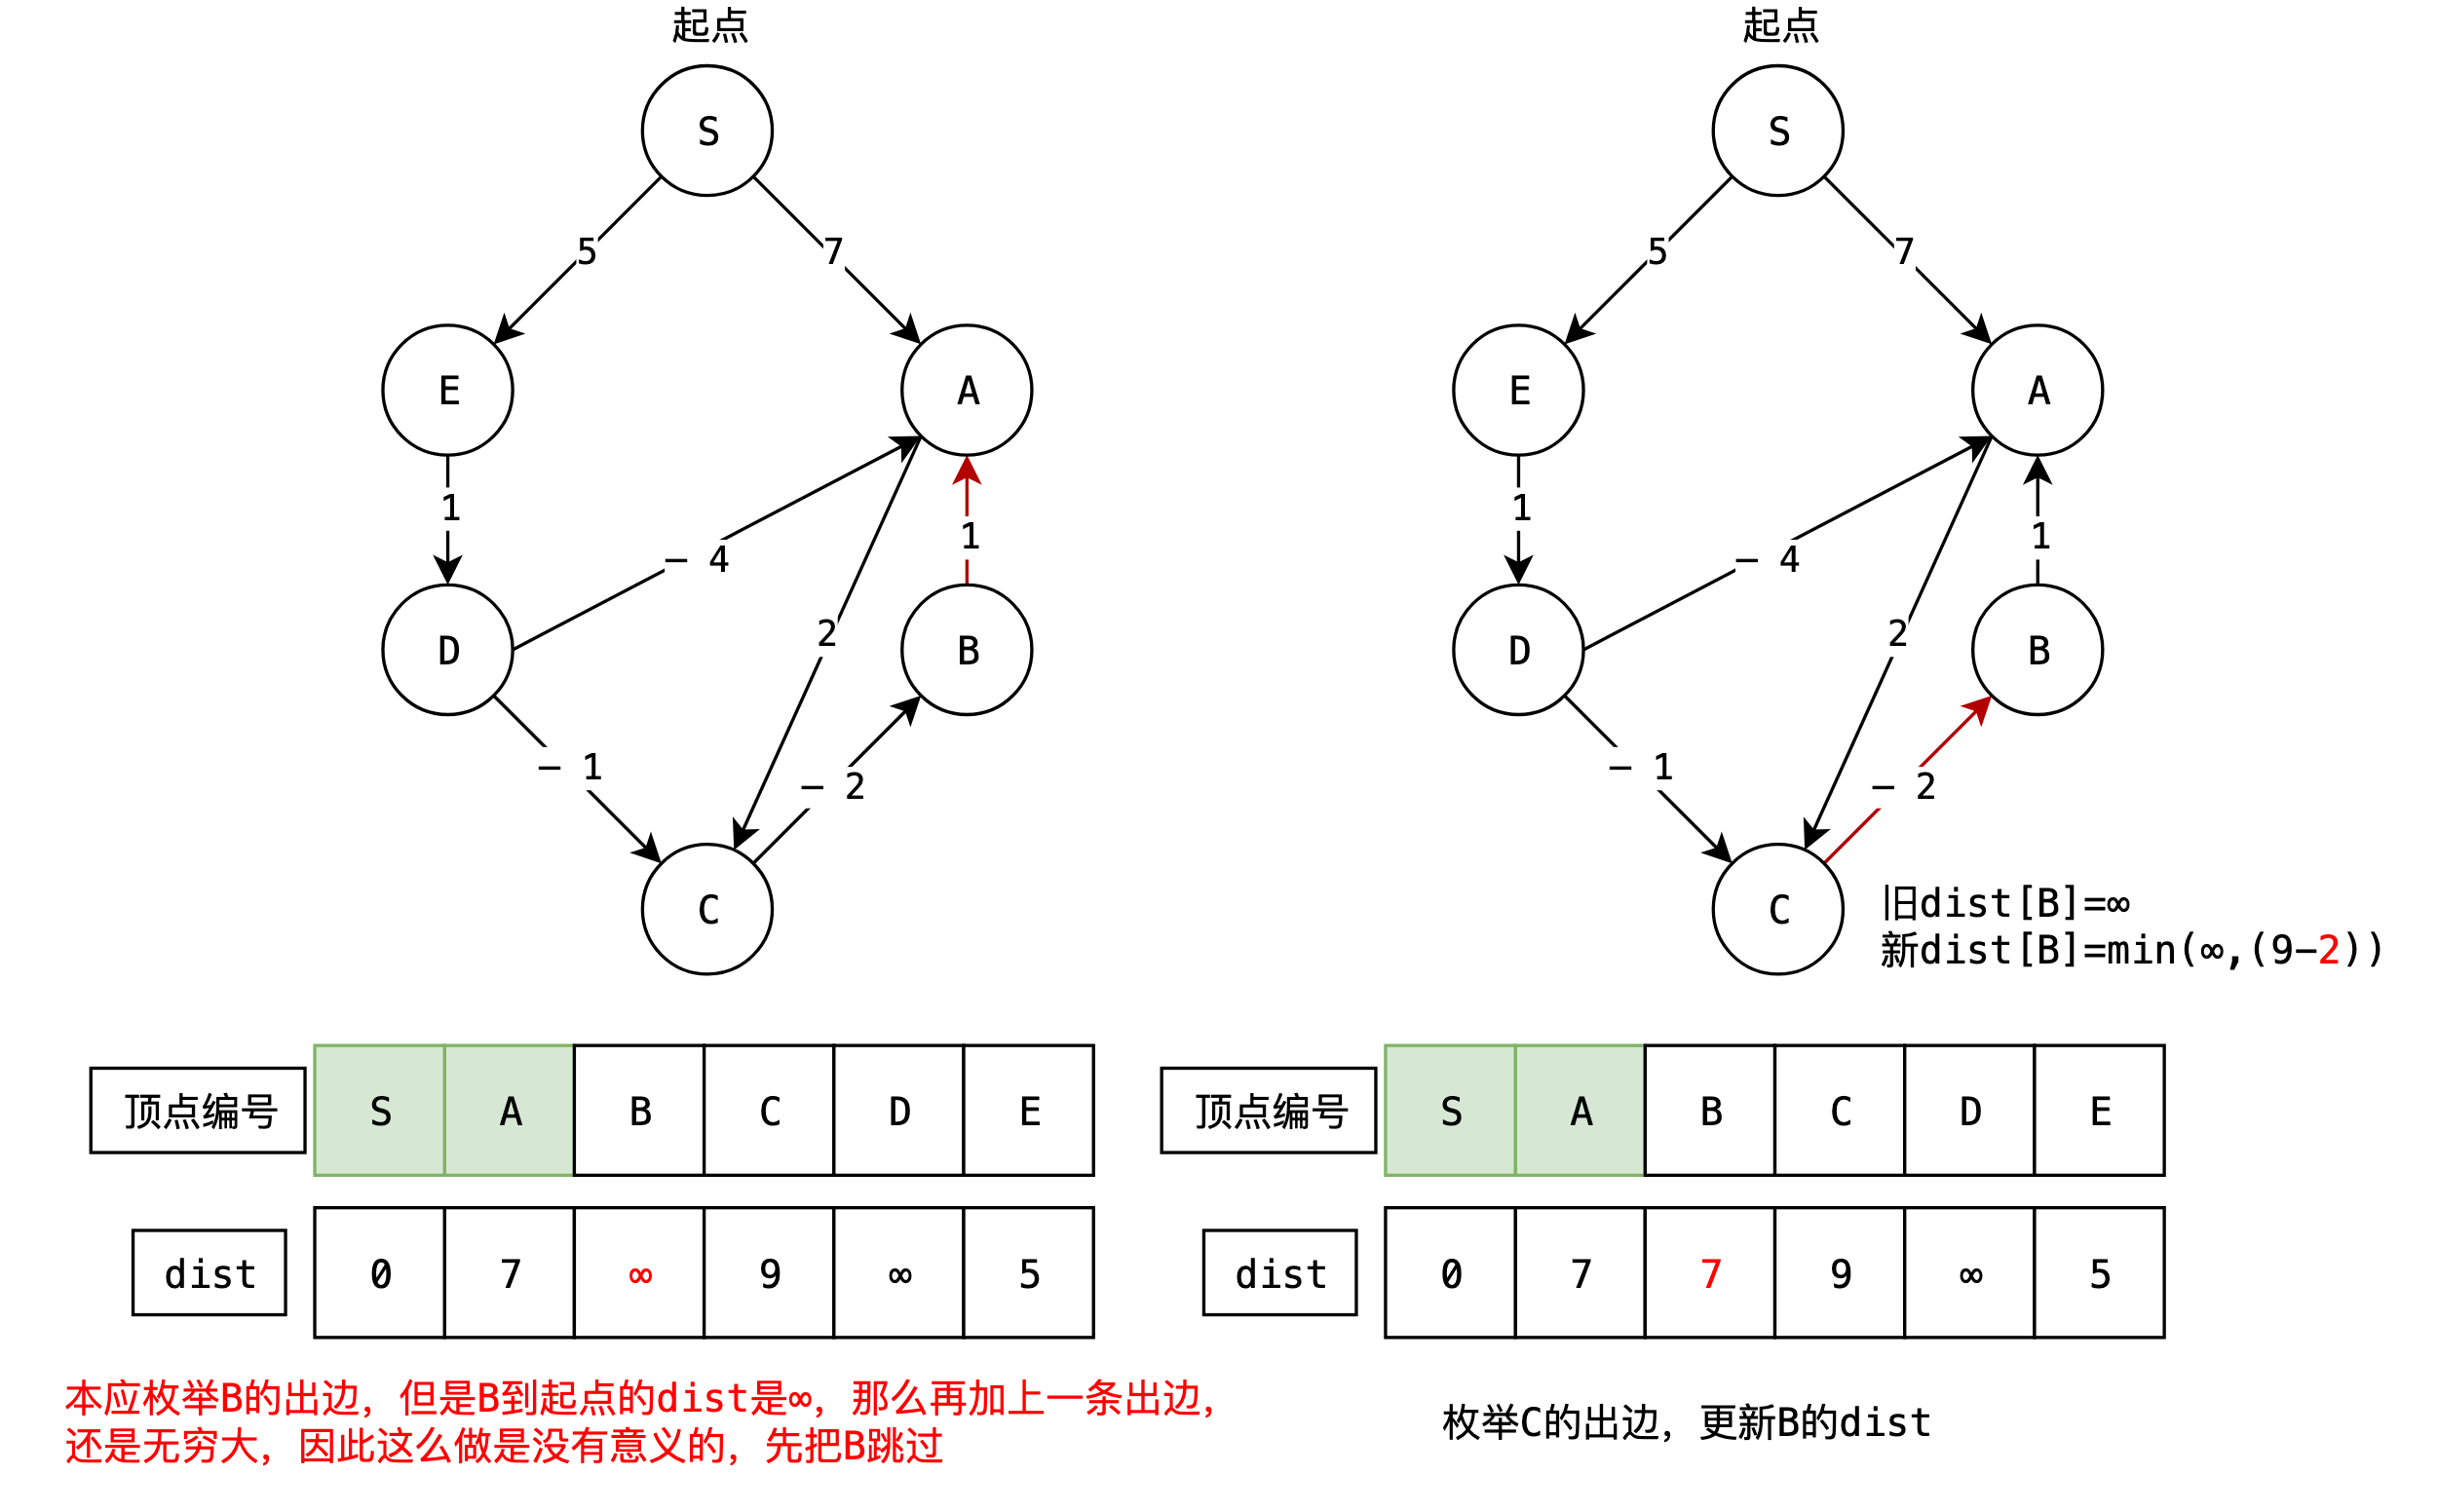 起点
S
5
7
E
A
1
− 4
1
2
D
B
− 1
− 2
C
顶点编号
S A B C D E
dist
0 7 ∞ 9 ∞ 5
本应枚举B的出边，但是B到起点的dist是∞，那么再加上一条出边，
还是无穷大，因此这么做是没有意义的，先把B跳过
起点
S
5
7
E
A
1
− 4
1
2
D
B
− 1
− 2
C
旧dist[B]=∞
新dist[B]=min(∞,(9−2))
顶点编号
S A B C D E
dist
0 7 7 9 ∞ 5
枚举C的出边，更新B的dist